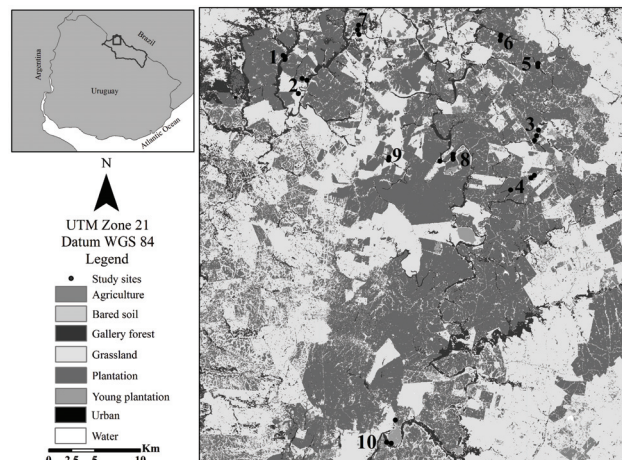 Argentina
Brazil
Uruguay
Atlantic Ocean
N
UTM Zone 21
Datum WGS 84
Legend
Study sites
Agriculture
Bared soil
Gallery forest
Grassland
Plantation
Young plantation
Urban
Water
Km
0 2.5 5 10
1
2
3
4
5
6
7
8
9
10